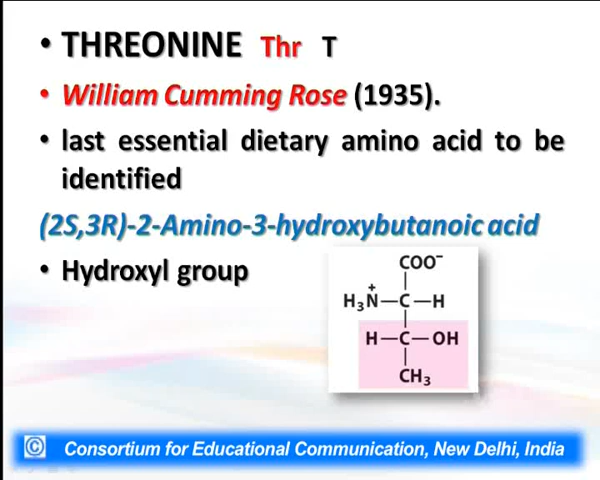 • THREONINE Thr T
• William Cumming Rose (1935).
• last essential dietary amino acid to be
identified
(2S,3R)-2-Amino-3-hydroxybutanoic acid
• Hydroxyl group
COO⁻
H₃N⁺—C—H
H—C—OH
CH₃
© Consortium for Educational Communication, New Delhi, India